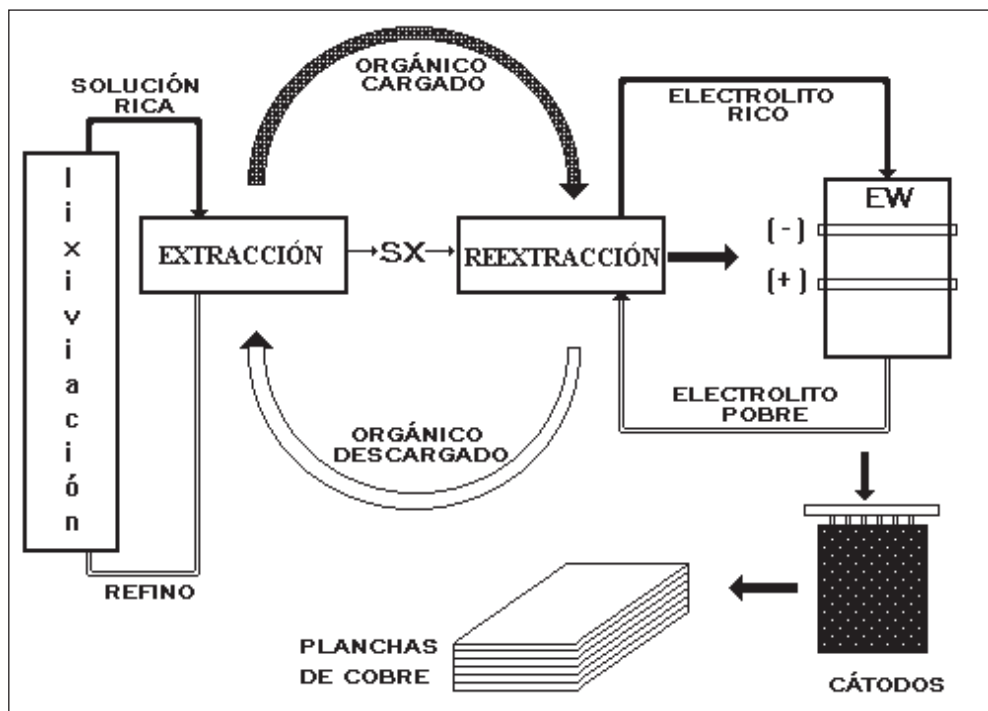 SOLUCIÓN
RICA
ORGÁNICO
CARGADO
ELECTROLITO
RICO
lixiviación
EXTRACCIÓN
SX
REEXTRACCIÓN
EW
(-)
(+)
ORGÁNICO
DESCARGADO
ELECTROLITO
POBRE
REFINO
PLANCHAS
DE COBRE
CÁTODOS